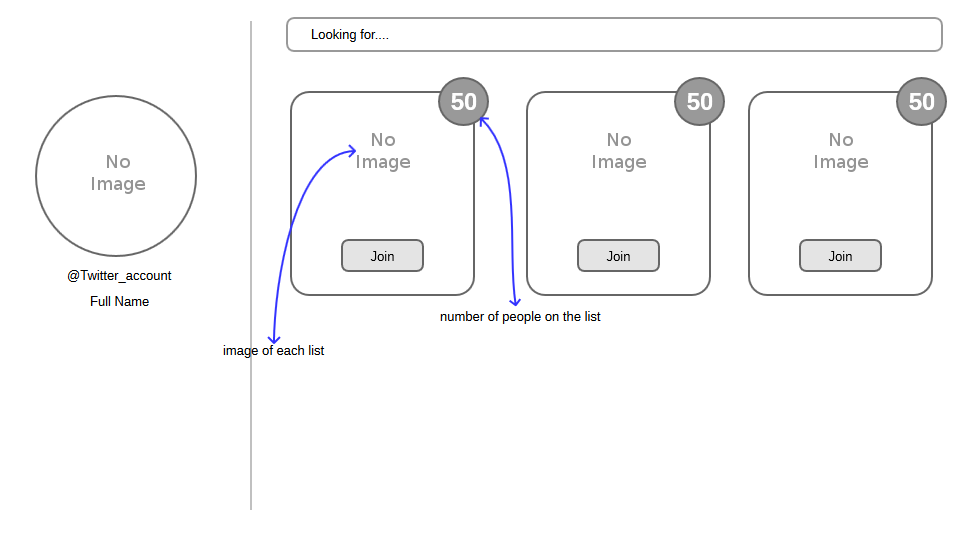 Looking for....
No
Image
@Twitter_account
Full Name
50
No
Image
Join
50
No
Image
Join
50
No
Image
Join
number of people on the list
image of each list